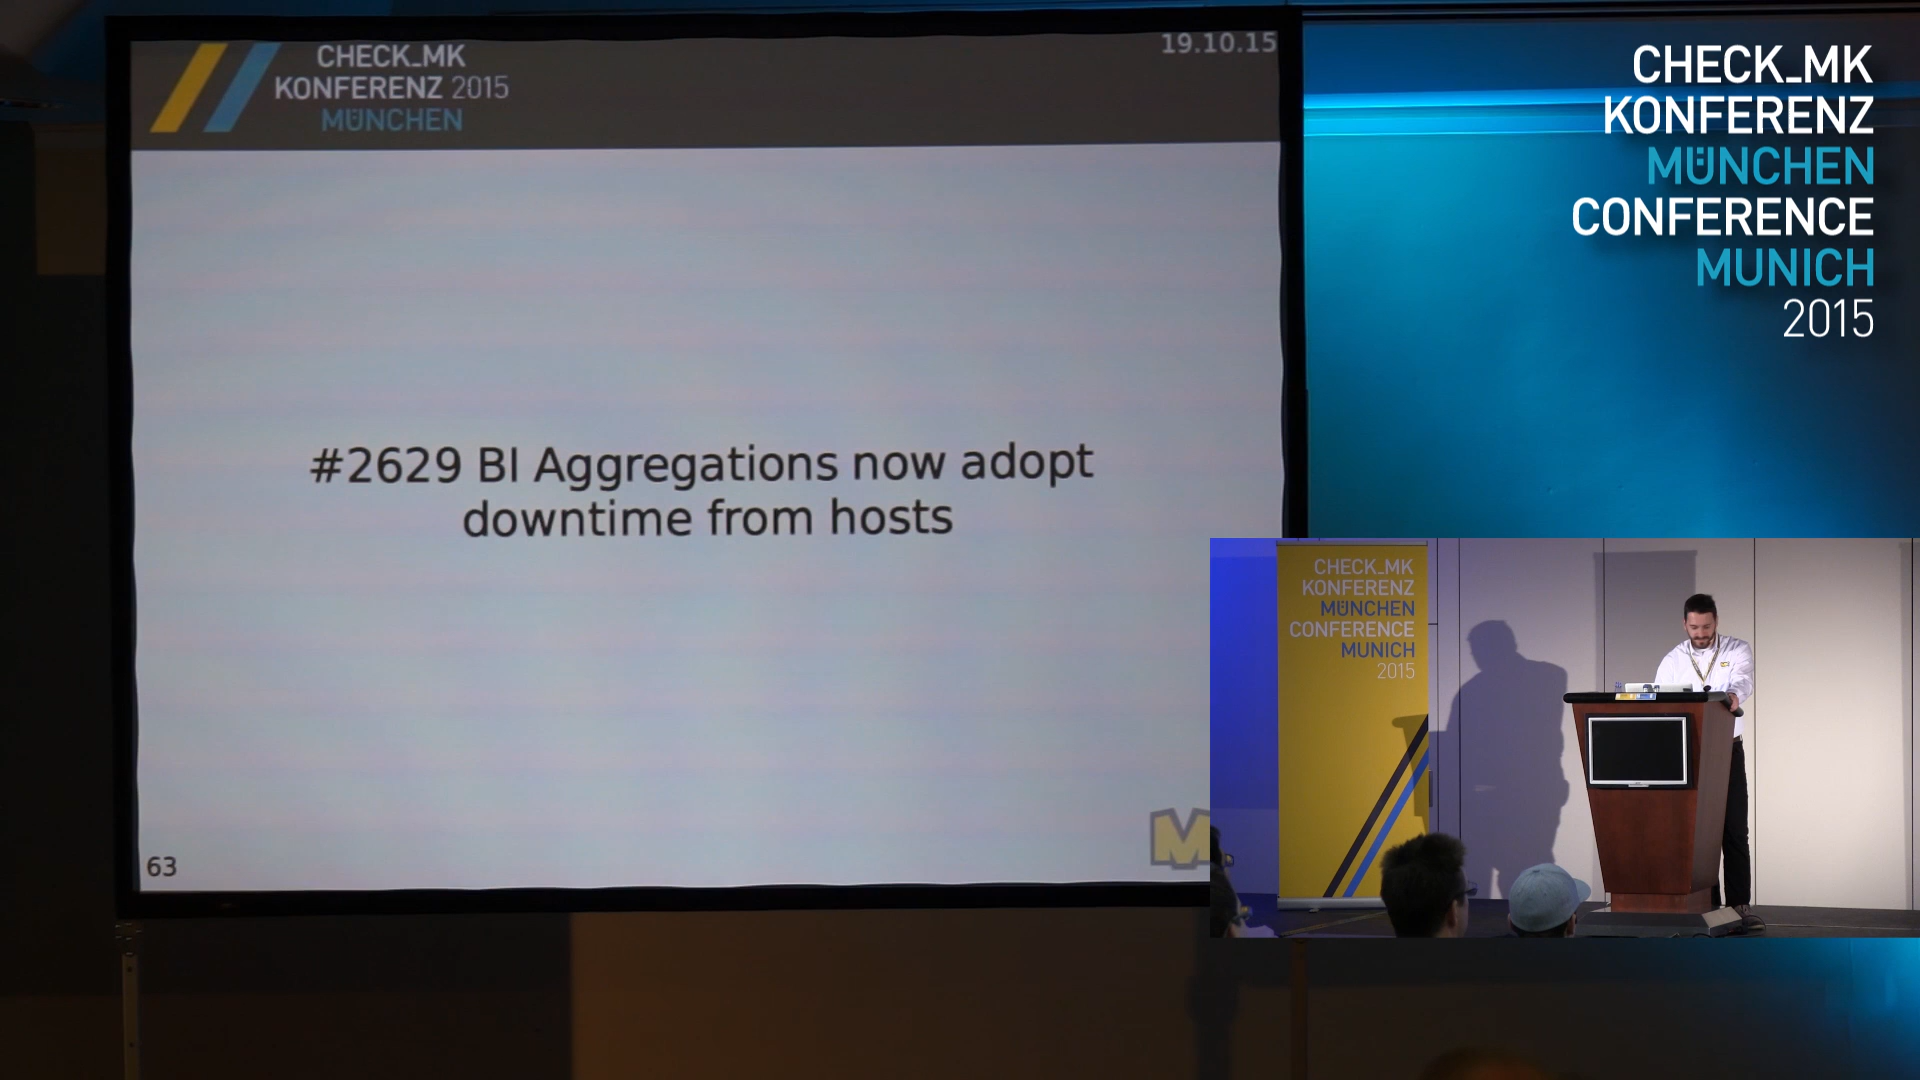 CHECK_MK
KONFERENZ 2015
MÜNCHEN
19.10.15
#2629 BI Aggregations now adopt
downtime from hosts
63
M
CHECK_MK
KONFERENZ
MÜNCHEN
CONFERENCE
MUNICH
2015
CHECK_MK
KONFERENZ
MÜNCHEN
CONFERENCE
MUNICH
2015